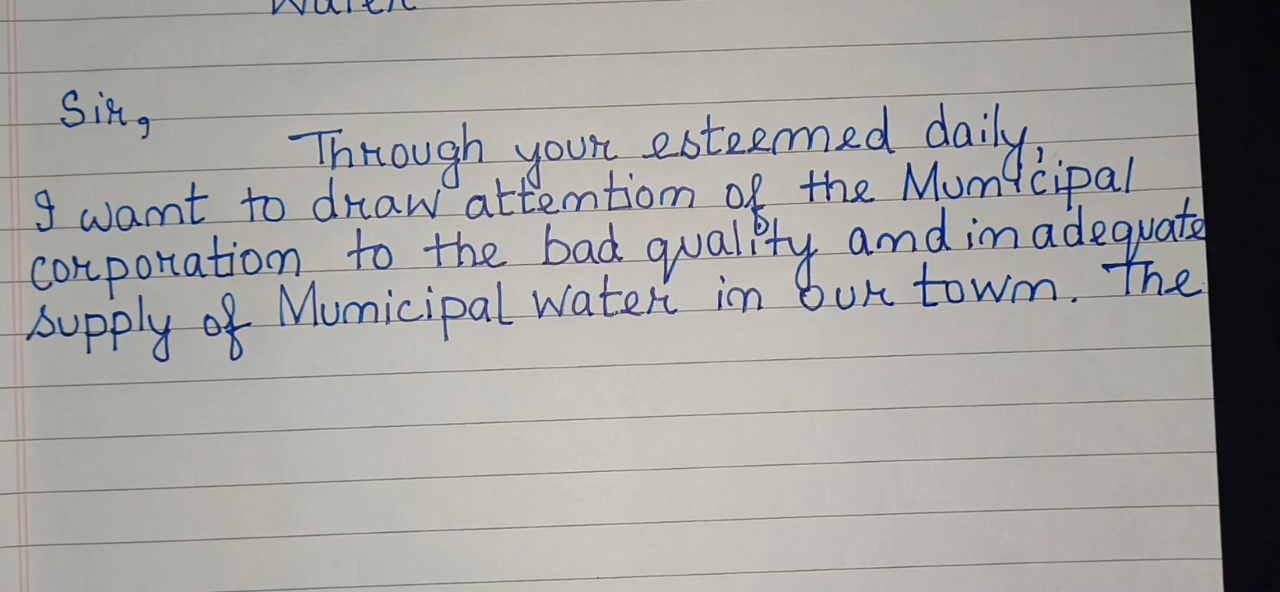 Water
Sir,
Through your esteemed daily,
I want to draw attention of the Municipal
corporation to the bad quality and inadequate
supply of Municipal water in our town. The